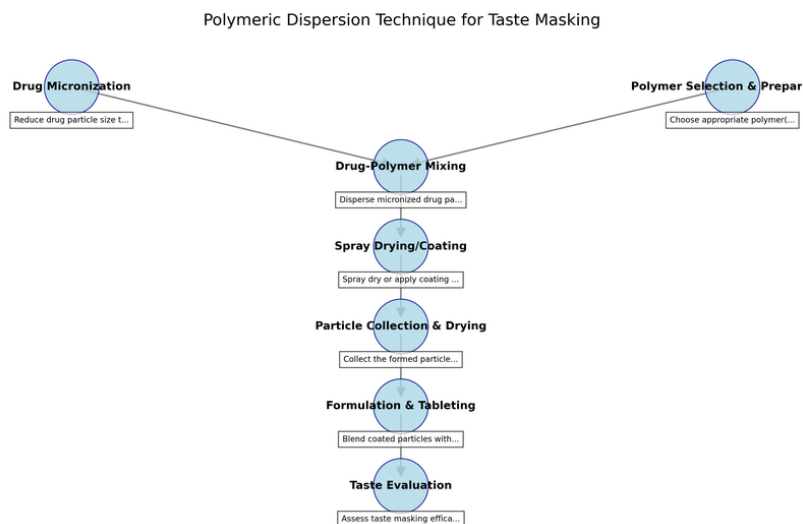 Polymeric Dispersion Technique for Taste Masking
Drug Micronization
Polymer Selection & Prepar
Reduce drug particle size t...
Choose appropriate polymer(...
Drug-Polymer Mixing
Disperse micronized drug pa...
Spray Drying/Coating
Spray dry or apply coating ...
Particle Collection & Drying
Collect the formed particle...
Formulation & Tableting
Blend coated particles with...
Taste Evaluation
Assess taste masking effica...